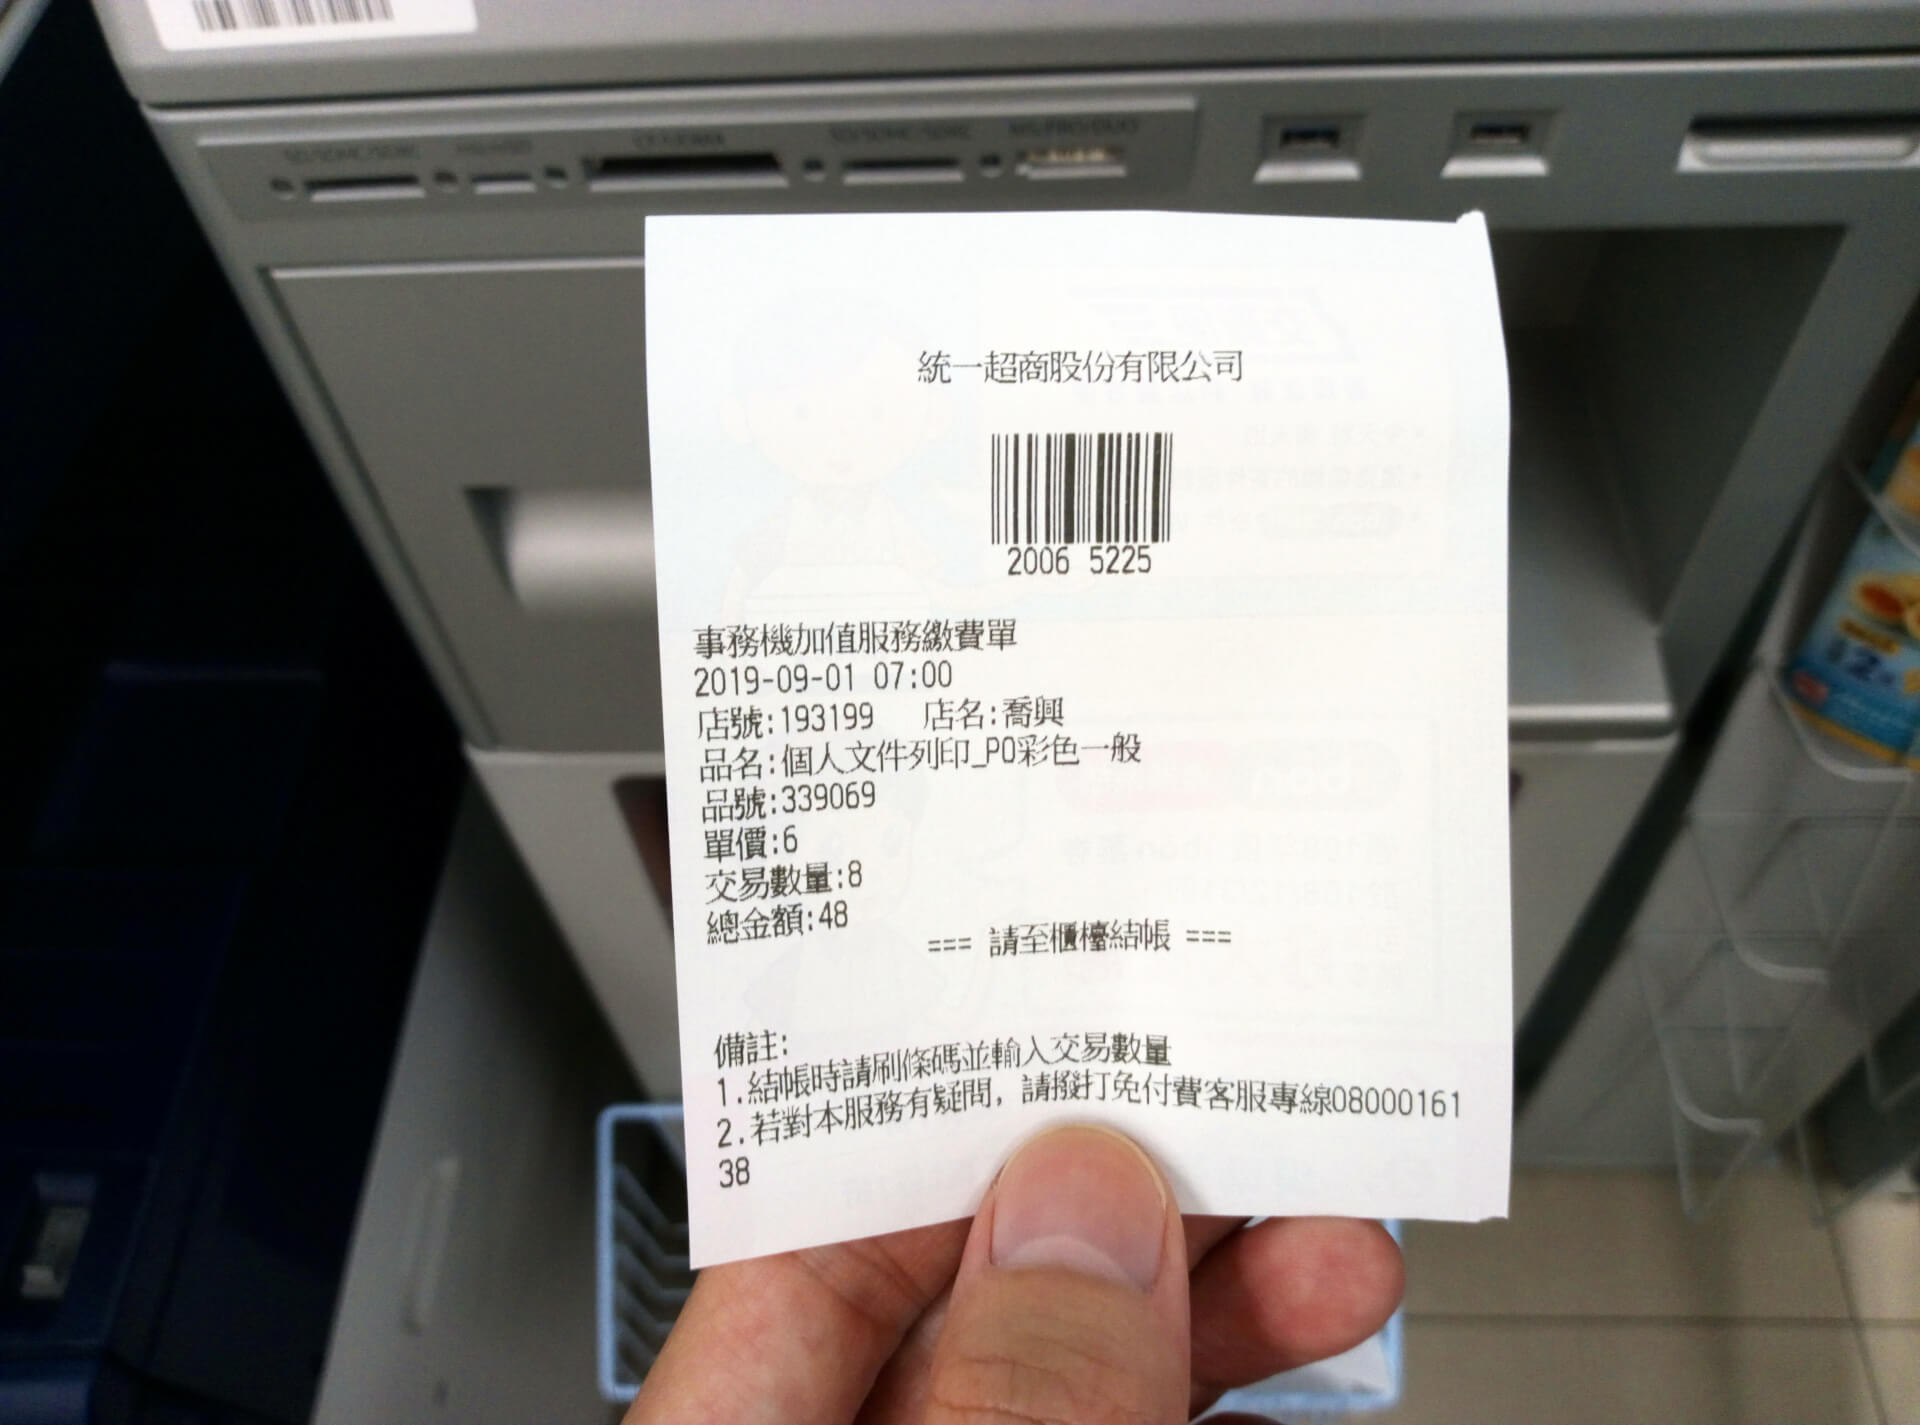 統一超商股份有限公司
2006 5225
事務機加值服務繳費單
2019-09-01 07:00
店號:193199 店名:喬興
品名:個人文件列印_PO彩色一般
品號:339069
單價:6
交易數量:8
總金額:48
=== 請至櫃檯結帳 ===
備註:
1.結帳時請刷條碼並輸入交易數量
2.若對本服務有疑問，請撥打免付費客服專線08000161
38